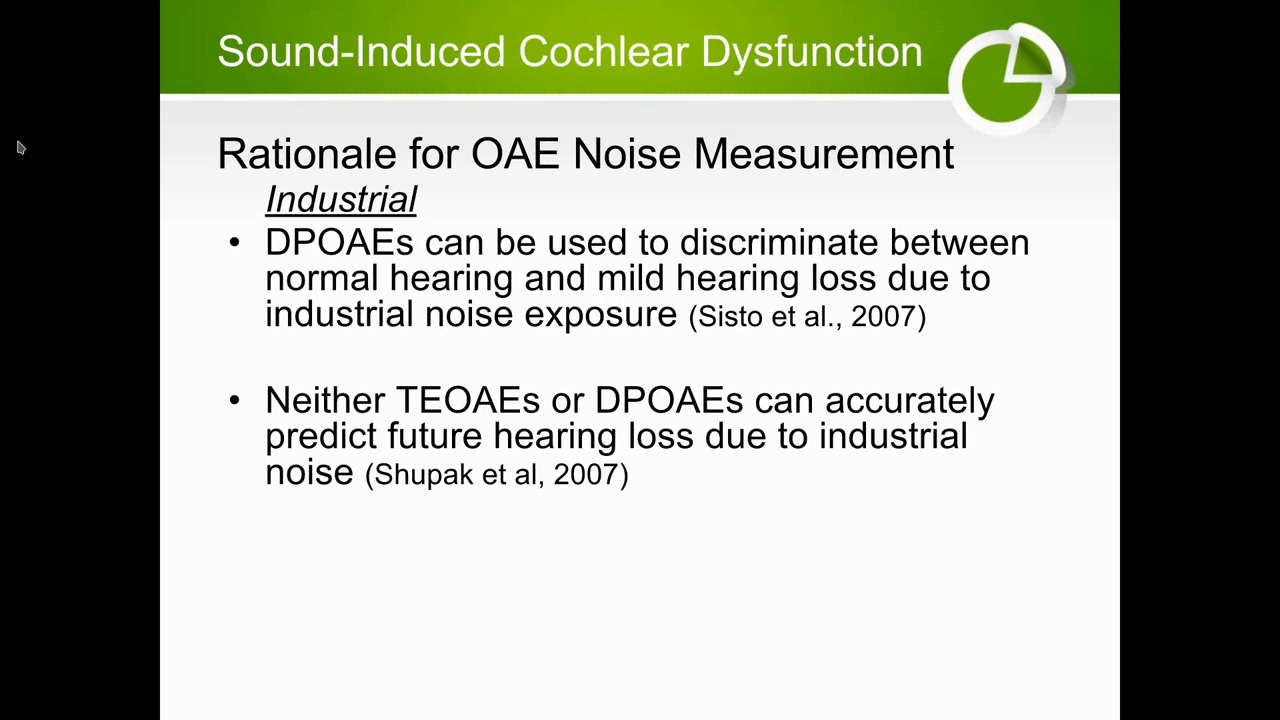 Sound-Induced Cochlear Dysfunction
Rationale for OAE Noise Measurement
Industrial
• DPOAEs can be used to discriminate between
normal hearing and mild hearing loss due to
industrial noise exposure (Sisto et al., 2007)
• Neither TEOAEs or DPOAEs can accurately
predict future hearing loss due to industrial
noise (Shupak et al, 2007)